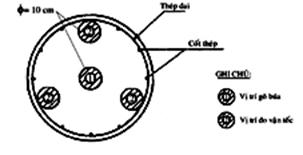 ϕ= 10 cm
Thép đai
Cốt thép
GHI CHÚ:
Vị trí gõ búa
Vị trí đo vận tốc